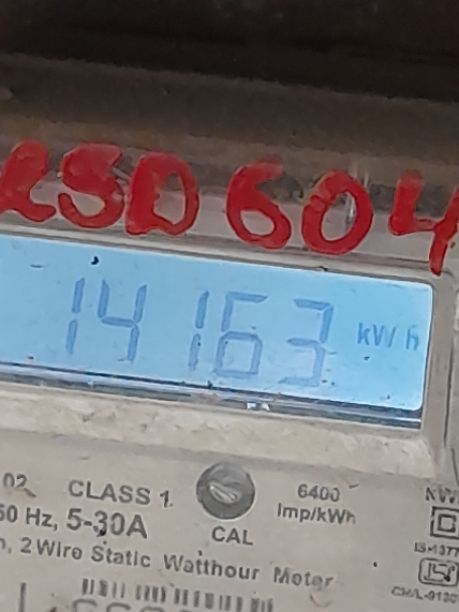 RSD 604
14163 kWh
02 CLASS 1 6400
50 Hz, 5-30A Imp/kWh
CAL
2 Wire Static Watthour Meter